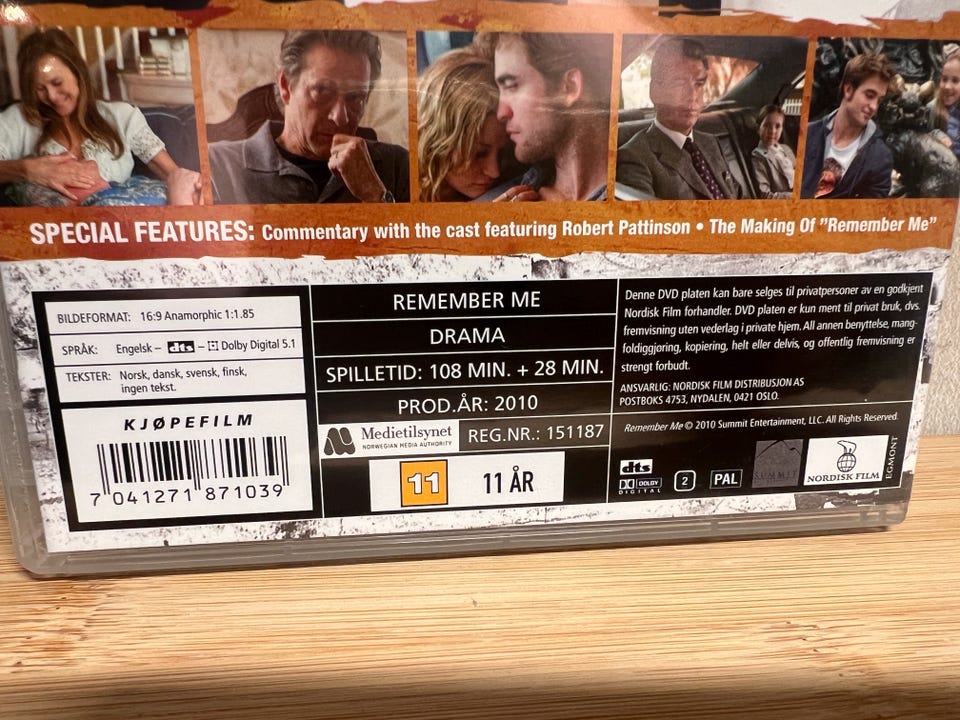 SPECIAL FEATURES: Commentary with the cast featuring Robert Pattinson • The Making Of ”Remember Me”
BILDEFORMAT: 16:9 Anamorphic 1:1.85
SPRÅK: Engelsk – dts – Dolby Digital 5.1
TEKSTER: Norsk, dansk, svensk, finsk,
ingen tekst.
KJØPEFILM
7 041271 871039
REMEMBER ME
DRAMA
SPILLETID: 108 MIN. + 28 MIN.
PROD.ÅR: 2010
Medietilsynet
NORWEGIAN MEDIA AUTHORITY
REG.NR.: 151187
11
11 ÅR
Denne DVD platen kan bare selges til privatpersoner av en godkjent
Nordisk Film forhandler. DVD platen er kun ment til privat bruk, dvs.
fremvisning uten vederlag i private hjem. All annen benyttelse, mang-
foldiggjøring, kopiering, helt eller delvis, og offentlig fremvisning er
strengt forbudt.
ANSVARLIG: NORDISK FILM DISTRIBUSJON AS
POSTBOKS 4753, NYDALEN, 0421 OSLO.
Remember Me © 2010 Summit Entertainment, LLC. All Rights Reserved.
dts
DOLBY
DIGITAL
2
PAL
SUMMIT
NORDISK FILM
EGMONT